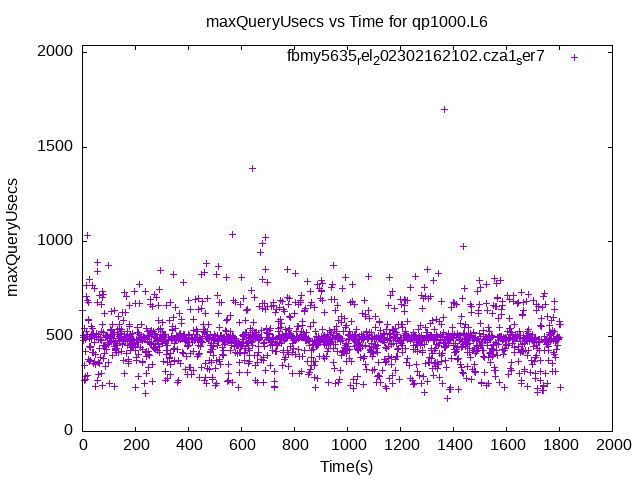 maxQueryUsecs vs Time for qp1000.L6
fbmy5635rel202302162102.cza1ser7
2000
1500
1000
500
0
maxQueryUsecs
0 200 400 600 800 1000 1200 1400 1600 1800 2000
Time(s)